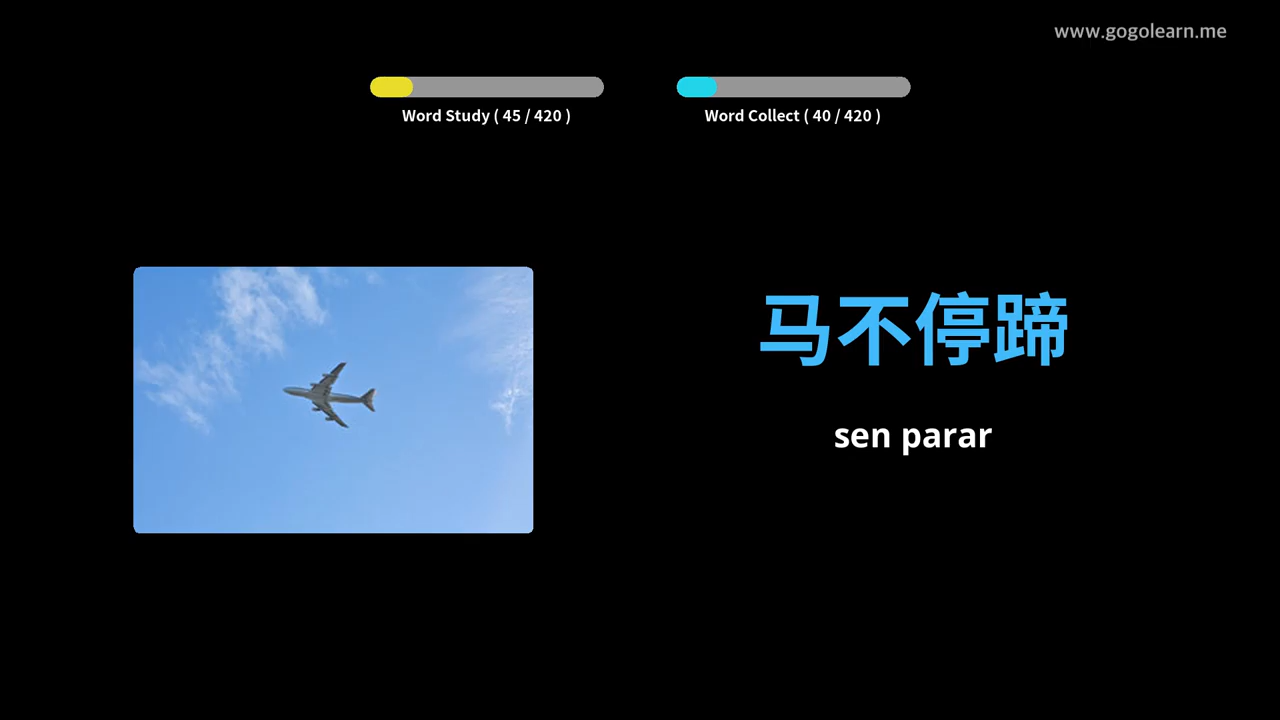 www.gogolearn.me
Word Study ( 45 / 420 )
Word Collect ( 40 / 420 )
马不停蹄
sen parar